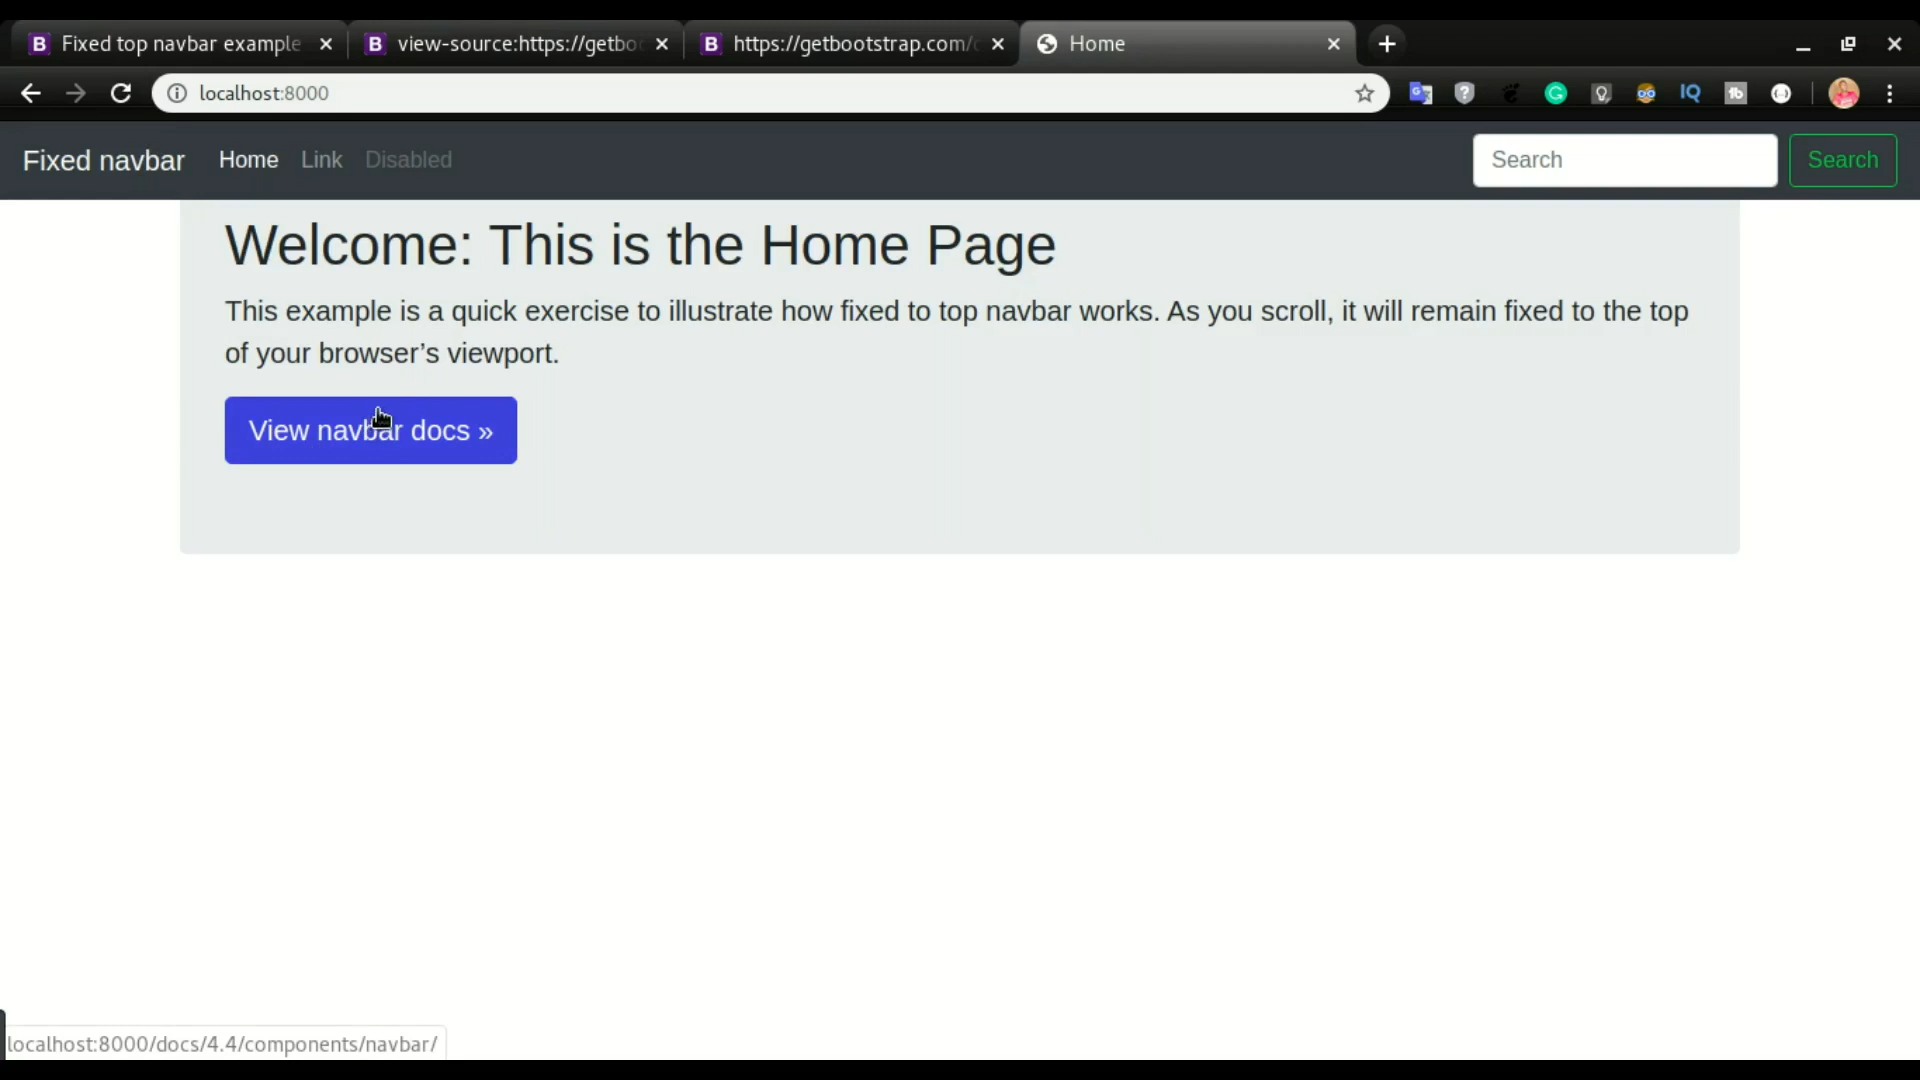 Fixed top navbar example
view-source:https://getboo
https://getbootstrap.com/
Home
localhost:8000
IQ
Fixed navbar Home Link Disabled Search Search
Welcome: This is the Home Page
This example is a quick exercise to illustrate how fixed to top navbar works. As you scroll, it will remain fixed to the top
of your browser’s viewport.
View navbar docs »
localhost:8000/docs/4.4/components/navbar/